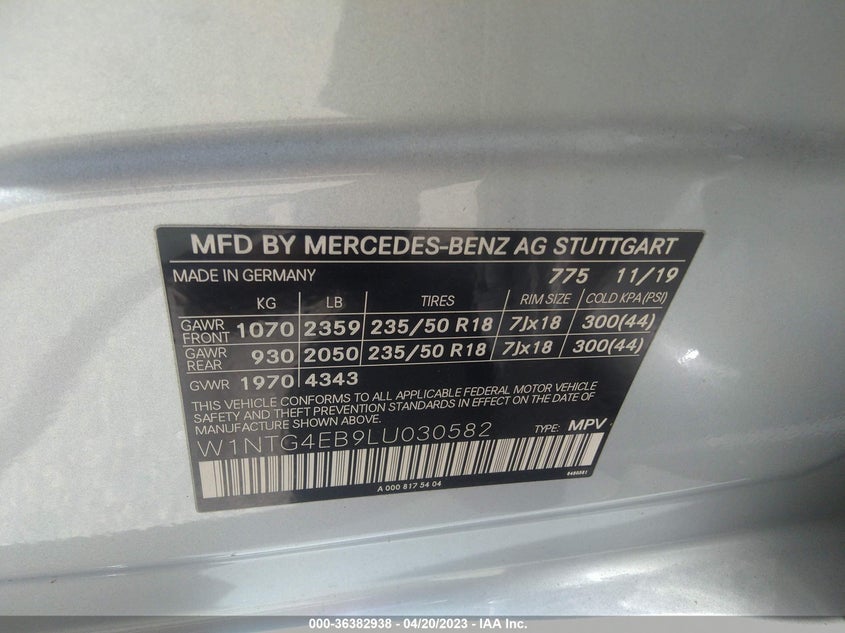 MFD BY MERCEDES-BENZ AG STUTTGART
MADE IN GERMANY 775 11/19
KG LB TIRES RIM SIZE COLD KPA (PSI)
GAWR FRONT 1070 2359 235/50 R18 7Jx18 300(44)
GAWR REAR 930 2050 235/50 R18 7Jx18 300(44)
GVWR 1970 4343
THIS VEHICLE CONFORMS TO ALL APPLICABLE FEDERAL MOTOR VEHICLE
SAFETY AND THEFT PREVENTION STANDARDS IN EFFECT ON THE DATE OF
MANUFACTURE SHOWN ABOVE.
W1NTG4EB9LU030582 TYPE: MPV
A 000 817 54 04
000-36382938 - 04/20/2023 - IAA Inc.